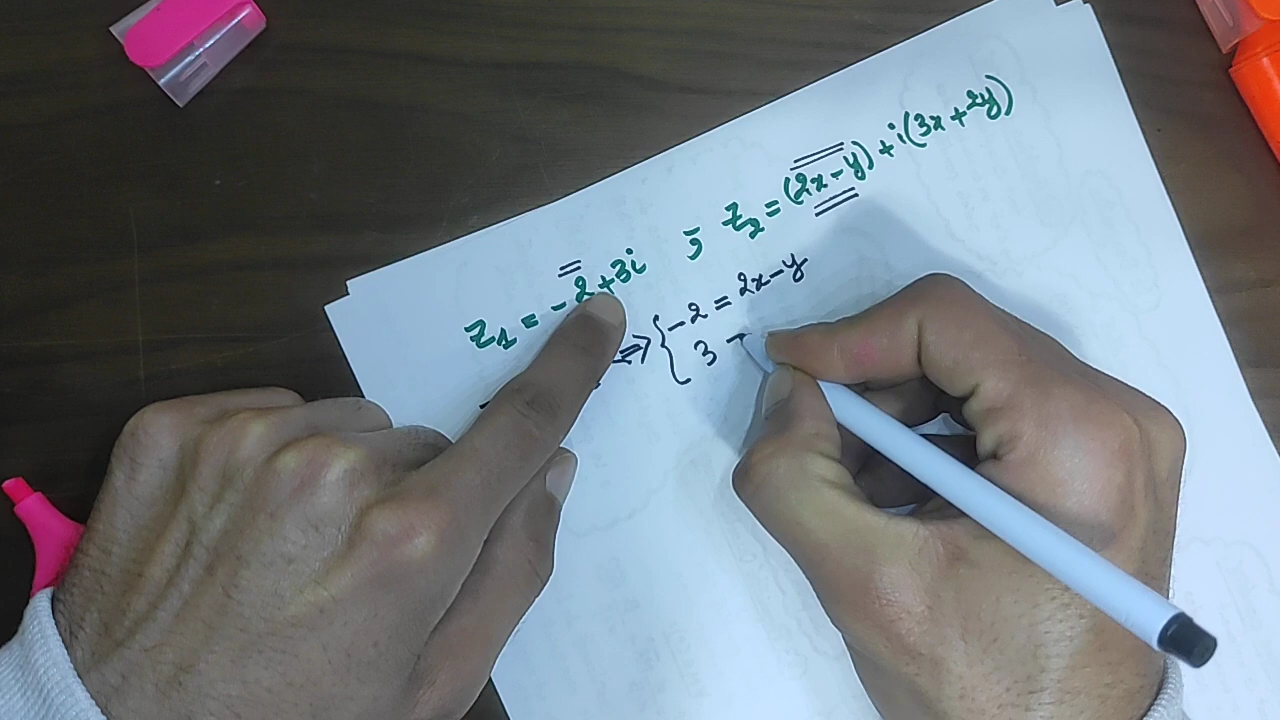 Z₁ = -2+3i ; Z₂ = (2x-y)+i(3x+2y)
⇒ { -2 = 2x-y
3